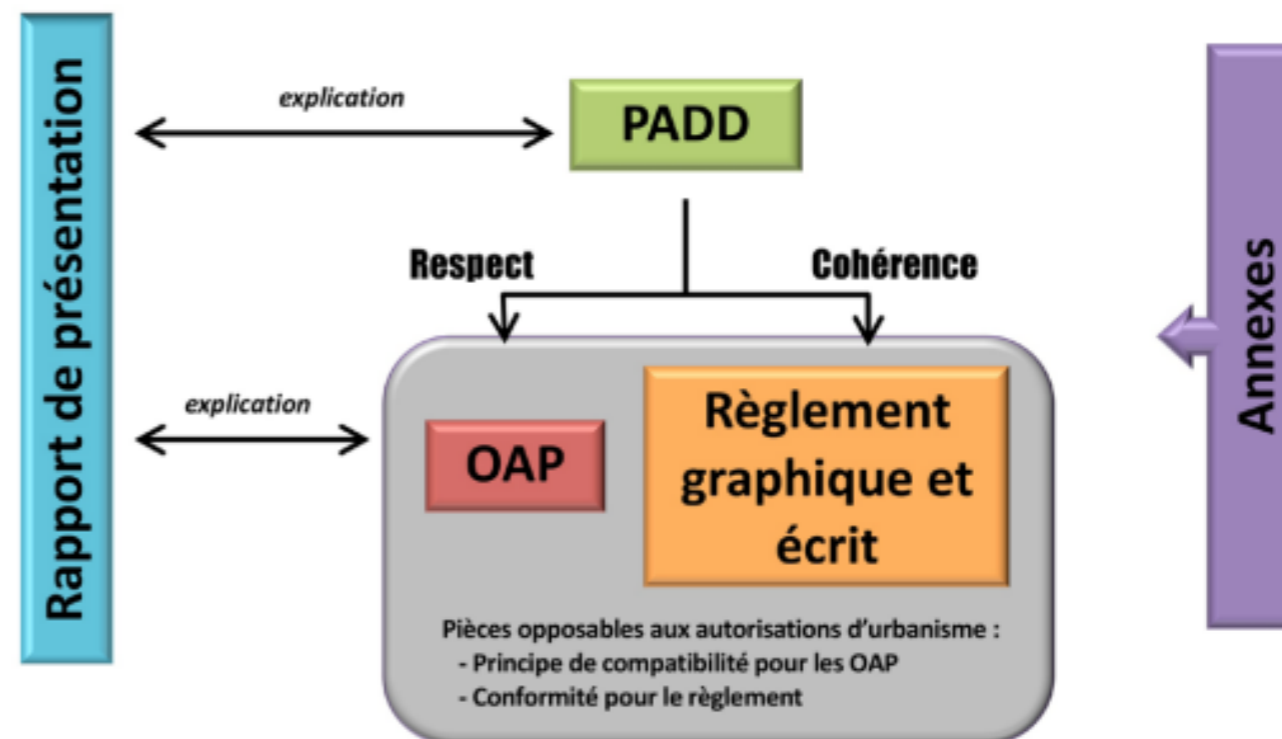 Rapport de présentation
explication
PADD
Respect
Cohérence
explication
OAP
Règlement
graphique et
écrit
Pièces opposables aux autorisations d'urbanisme :
- Principe de compatibilité pour les OAP
- Conformité pour le règlement
Annexes